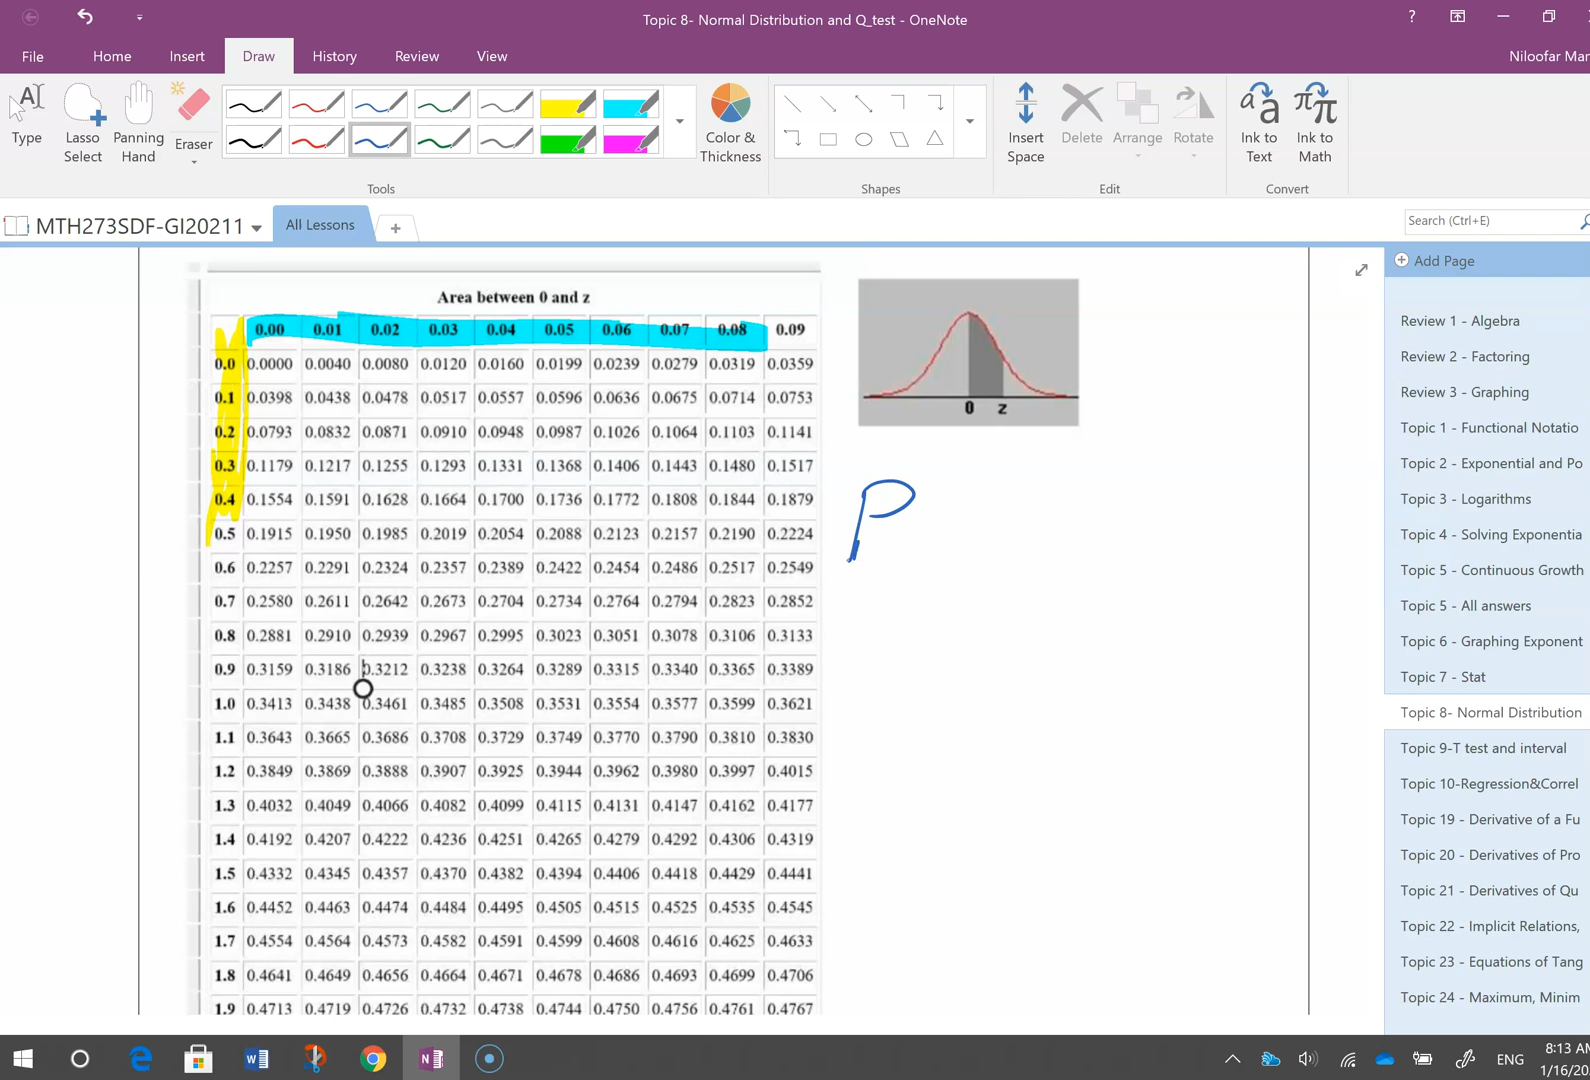 Topic 8- Normal Distribution and Q_test - OneNote
?
File Home Insert Draw History Review View
Niloofar Mar
Type
Lasso Select
Panning Hand
Eraser
Color & Thickness
Insert Space
Delete
Arrange
Rotate
Ink to Text
Ink to Math
Tools
Shapes
Edit
Convert
MTH273SDF-GI20211
All Lessons
+
Search (Ctrl+E)
Area between 0 and z
0.00 0.01 0.02 0.03 0.04 0.05 0.06 0.07 0.08 0.09
0.0 0.0000 0.0040 0.0080 0.0120 0.0160 0.0199 0.0239 0.0279 0.0319 0.0359
0.1 0.0398 0.0438 0.0478 0.0517 0.0557 0.0596 0.0636 0.0675 0.0714 0.0753
0.2 0.0793 0.0832 0.0871 0.0910 0.0948 0.0987 0.1026 0.1064 0.1103 0.1141
0.3 0.1179 0.1217 0.1255 0.1293 0.1331 0.1368 0.1406 0.1443 0.1480 0.1517
0.4 0.1554 0.1591 0.1628 0.1664 0.1700 0.1736 0.1772 0.1808 0.1844 0.1879
0.5 0.1915 0.1950 0.1985 0.2019 0.2054 0.2088 0.2123 0.2157 0.2190 0.2224
0.6 0.2257 0.2291 0.2324 0.2357 0.2389 0.2422 0.2454 0.2486 0.2517 0.2549
0.7 0.2580 0.2611 0.2642 0.2673 0.2704 0.2734 0.2764 0.2794 0.2823 0.2852
0.8 0.2881 0.2910 0.2939 0.2967 0.2995 0.3023 0.3051 0.3078 0.3106 0.3133
0.9 0.3159 0.3186 0.3212 0.3238 0.3264 0.3289 0.3315 0.3340 0.3365 0.3389
1.0 0.3413 0.3438 0.3461 0.3485 0.3508 0.3531 0.3554 0.3577 0.3599 0.3621
1.1 0.3643 0.3665 0.3686 0.3708 0.3729 0.3749 0.3770 0.3790 0.3810 0.3830
1.2 0.3849 0.3869 0.3888 0.3907 0.3925 0.3944 0.3962 0.3980 0.3997 0.4015
1.3 0.4032 0.4049 0.4066 0.4082 0.4099 0.4115 0.4131 0.4147 0.4162 0.4177
1.4 0.4192 0.4207 0.4222 0.4236 0.4251 0.4265 0.4279 0.4292 0.4306 0.4319
1.5 0.4332 0.4345 0.4357 0.4370 0.4382 0.4394 0.4406 0.4418 0.4429 0.4441
1.6 0.4452 0.4463 0.4474 0.4484 0.4495 0.4505 0.4515 0.4525 0.4535 0.4545
1.7 0.4554 0.4564 0.4573 0.4582 0.4591 0.4599 0.4608 0.4616 0.4625 0.4633
1.8 0.4641 0.4649 0.4656 0.4664 0.4671 0.4678 0.4686 0.4693 0.4699 0.4706
1.9 0.4713 0.4719 0.4726 0.4732 0.4738 0.4744 0.4750 0.4756 0.4761 0.4767
0 z
P
Add Page
Review 1 - Algebra
Review 2 - Factoring
Review 3 - Graphing
Topic 1 - Functional Notatio
Topic 2 - Exponential and Po
Topic 3 - Logarithms
Topic 4 - Solving Exponentia
Topic 5 - Continuous Growth
Topic 5 - All answers
Topic 6 - Graphing Exponent
Topic 7 - Stat
Topic 8- Normal Distribution
Topic 9-T test and interval
Topic 10-Regression&Correl
Topic 19 - Derivative of a Fu
Topic 20 - Derivatives of Pro
Topic 21 - Derivatives of Qu
Topic 22 - Implicit Relations,
Topic 23 - Equations of Tang
Topic 24 - Maximum, Minim
ENG
8:13 AM
1/16/20